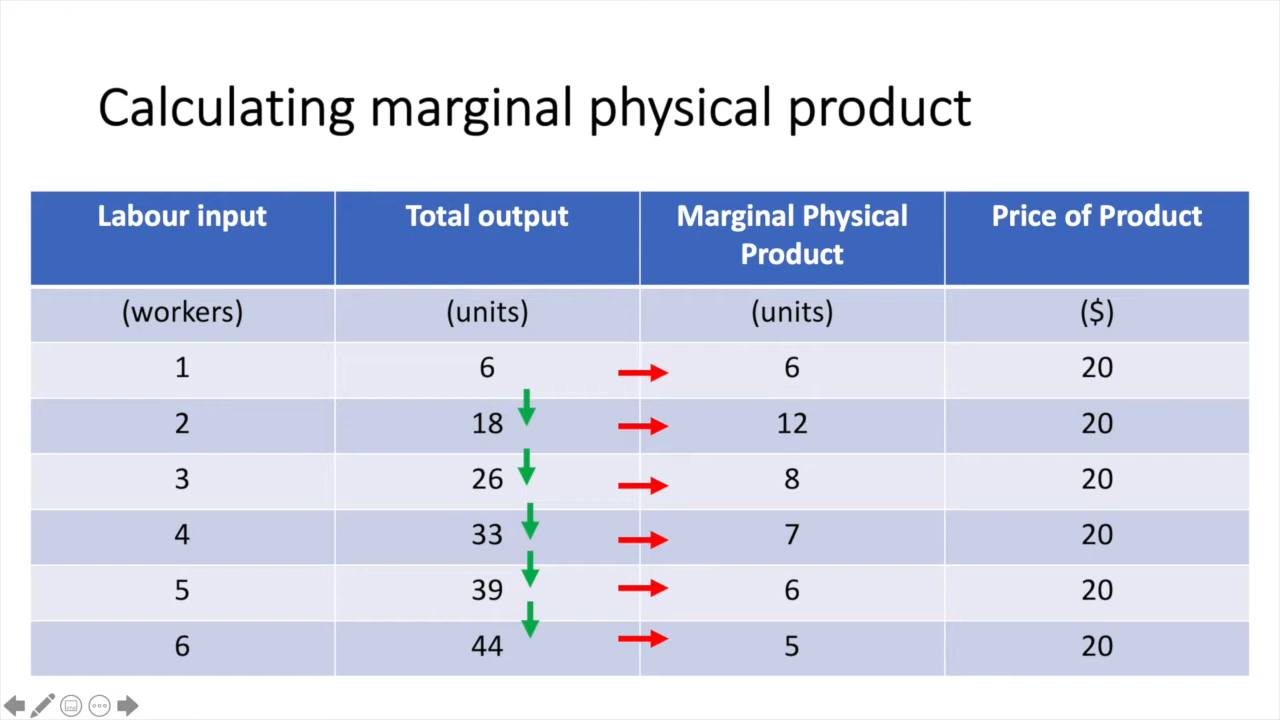 Calculating marginal physical product
Labour input Total output Marginal Physical Price of Product
Product
(workers) (units) (units) ($)
1 6 6 20
2 18 12 20
3 26 8 20
4 33 7 20
5 39 6 20
6 44 5 20